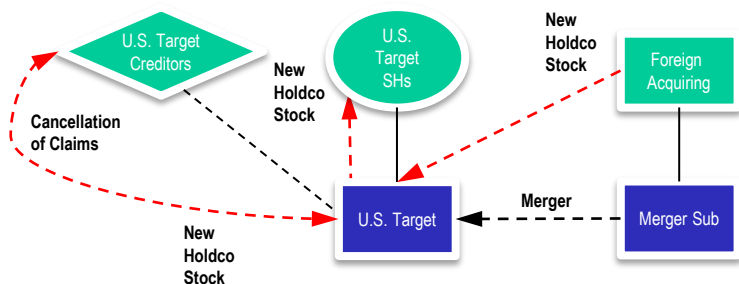 U.S. Target
Creditors
U.S.
Target
SHs
New
Holdco
Stock
Foreign
Acquiring
New
Holdco
Stock
Cancellation
of Claims
Merger
U.S. Target
Merger Sub
New
Holdco
Stock